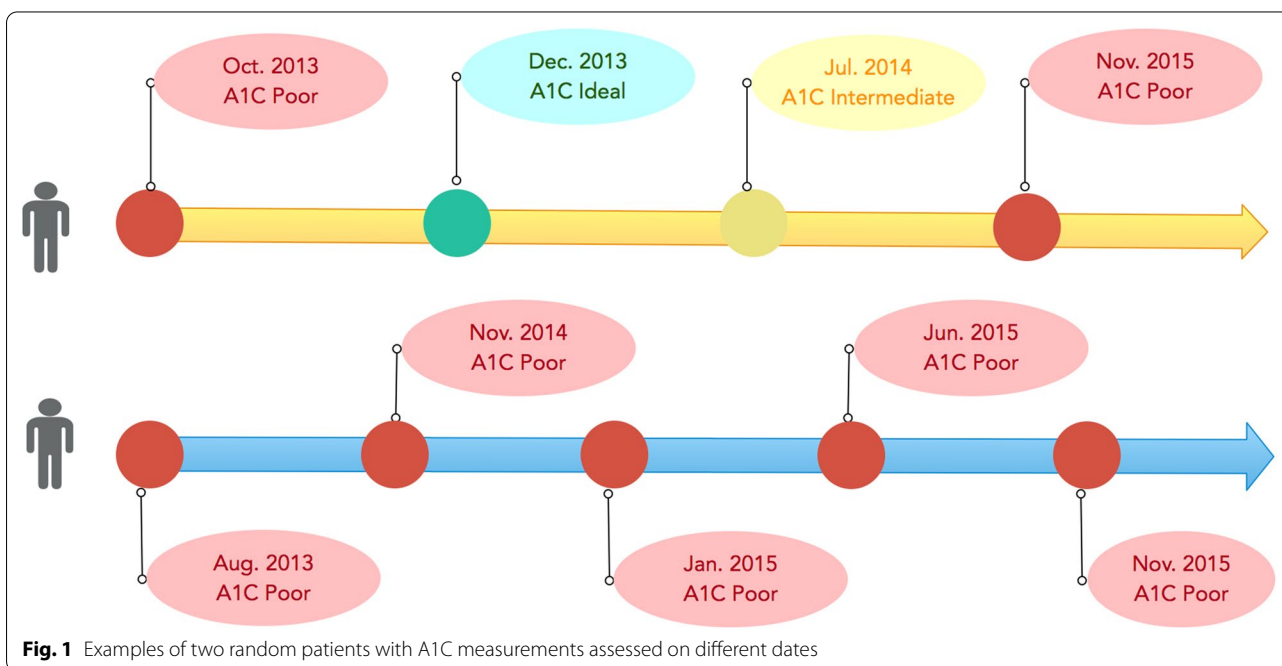 Oct. 2013
A1C Poor
Dec. 2013
A1C Ideal
Jul. 2014
A1C Intermediate
Nov. 2015
A1C Poor
Nov. 2014
A1C Poor
Jun. 2015
A1C Poor
Aug. 2013
A1C Poor
Jan. 2015
A1C Poor
Nov. 2015
A1C Poor
Fig. 1 Examples of two random patients with A1C measurements assessed on different dates